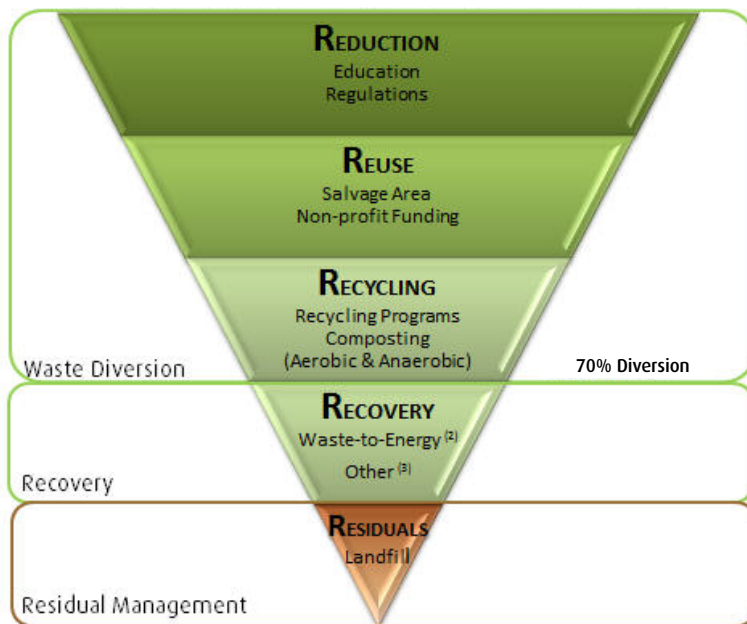 REDUCTION
Education
Regulations
REUSE
Salvage Area
Non-profit Funding
RECYCLING
Recycling Programs
Composting
(Aerobic & Anaerobic)
Waste Diversion
70% Diversion
RECOVERY
Waste-to-Energy (2)
Other (3)
Recovery
RESIDUALS
Landfill
Residual Management